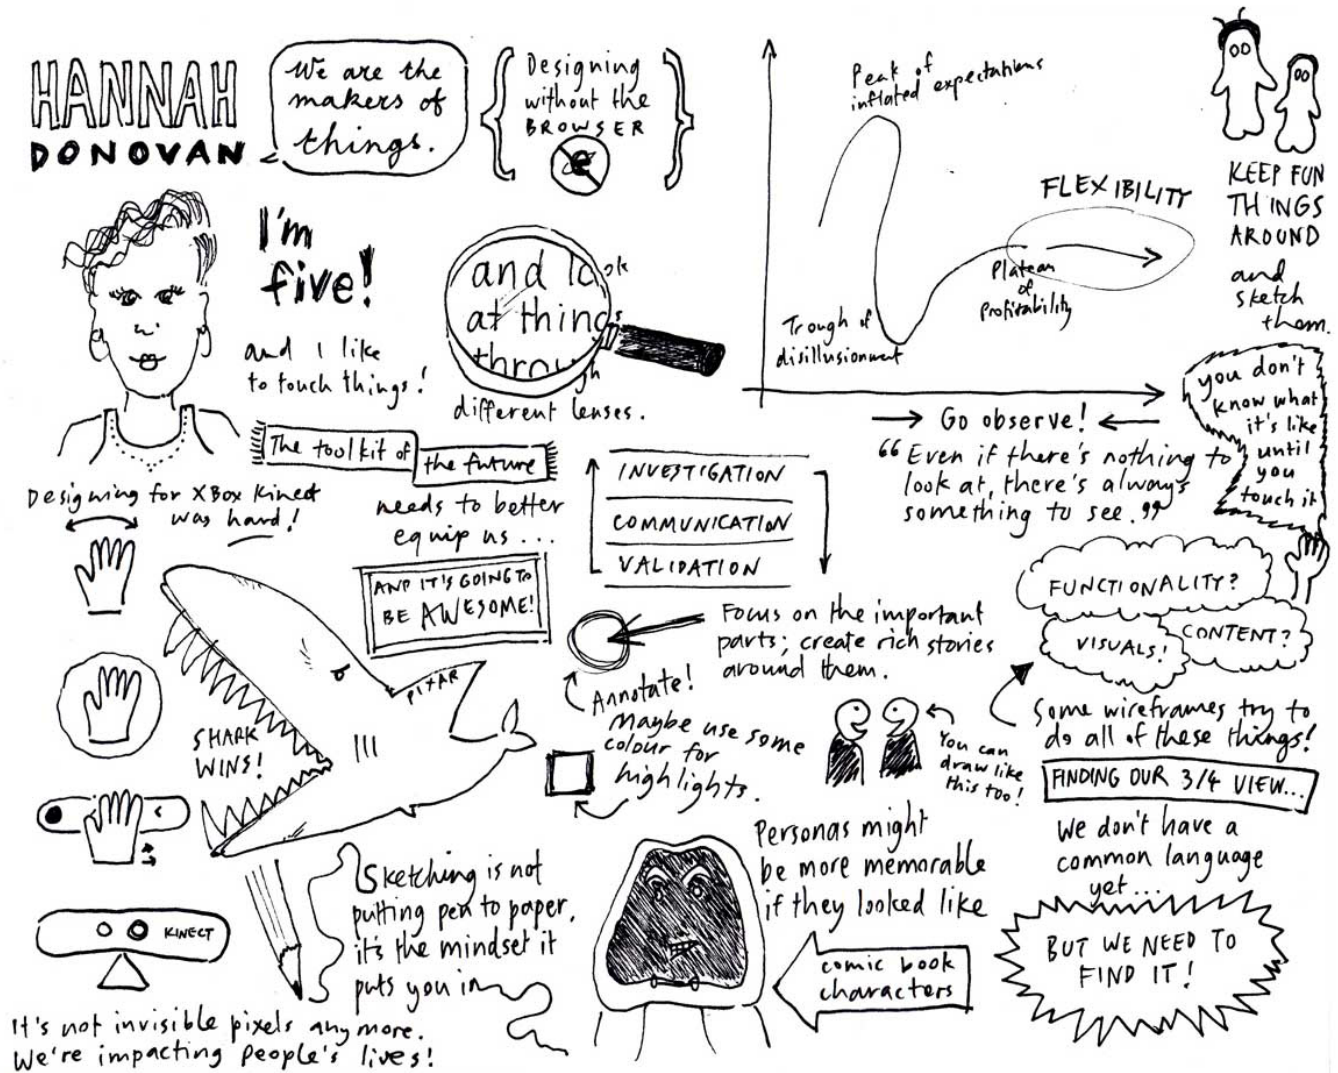 HANNAH
DONOVAN
We are the
makers of
things.
Designing
without the
BROWSER
e
I'm
five!
and I like
to touch things!
and look
at things
through
different lenses.
Peak of
inflated expectations
FLEXIBILITY
Plateau
of
profitability
Trough of
disillusionment
KEEP FUN
THINGS
AROUND
and
sketch
them.
→ Go observe! ←
“Even if there's nothing to
look at, there's always
something to see.”
you don't
know what
it's like
until
you
touch it
The toolkit of
the future
needs to better
equip us ...
AND IT'S GOING TO
BE AWESOME!
INVESTIGATION
COMMUNICATION
VALIDATION
Designing for XBox Kinect
was hard!
SHARK
WINS!
PIXAR
KINECT
It's not invisible pixels any more.
We're impacting people's lives!
Sketching is not
putting pen to paper,
it's the mindset it
puts you in
Focus on the important
parts; create rich stories
around them.
Annotate!
Maybe use some
colour for
highlights.
You can
draw like
this too!
Personas might
be more memorable
if they looked like
comic book
characters
FUNCTIONALITY?
VISUALS!
CONTENT?
Some wireframes try to
do all of these things!
FINDING OUR 3/4 VIEW...
We don't have a
common language
yet...
BUT WE NEED TO
FIND IT!